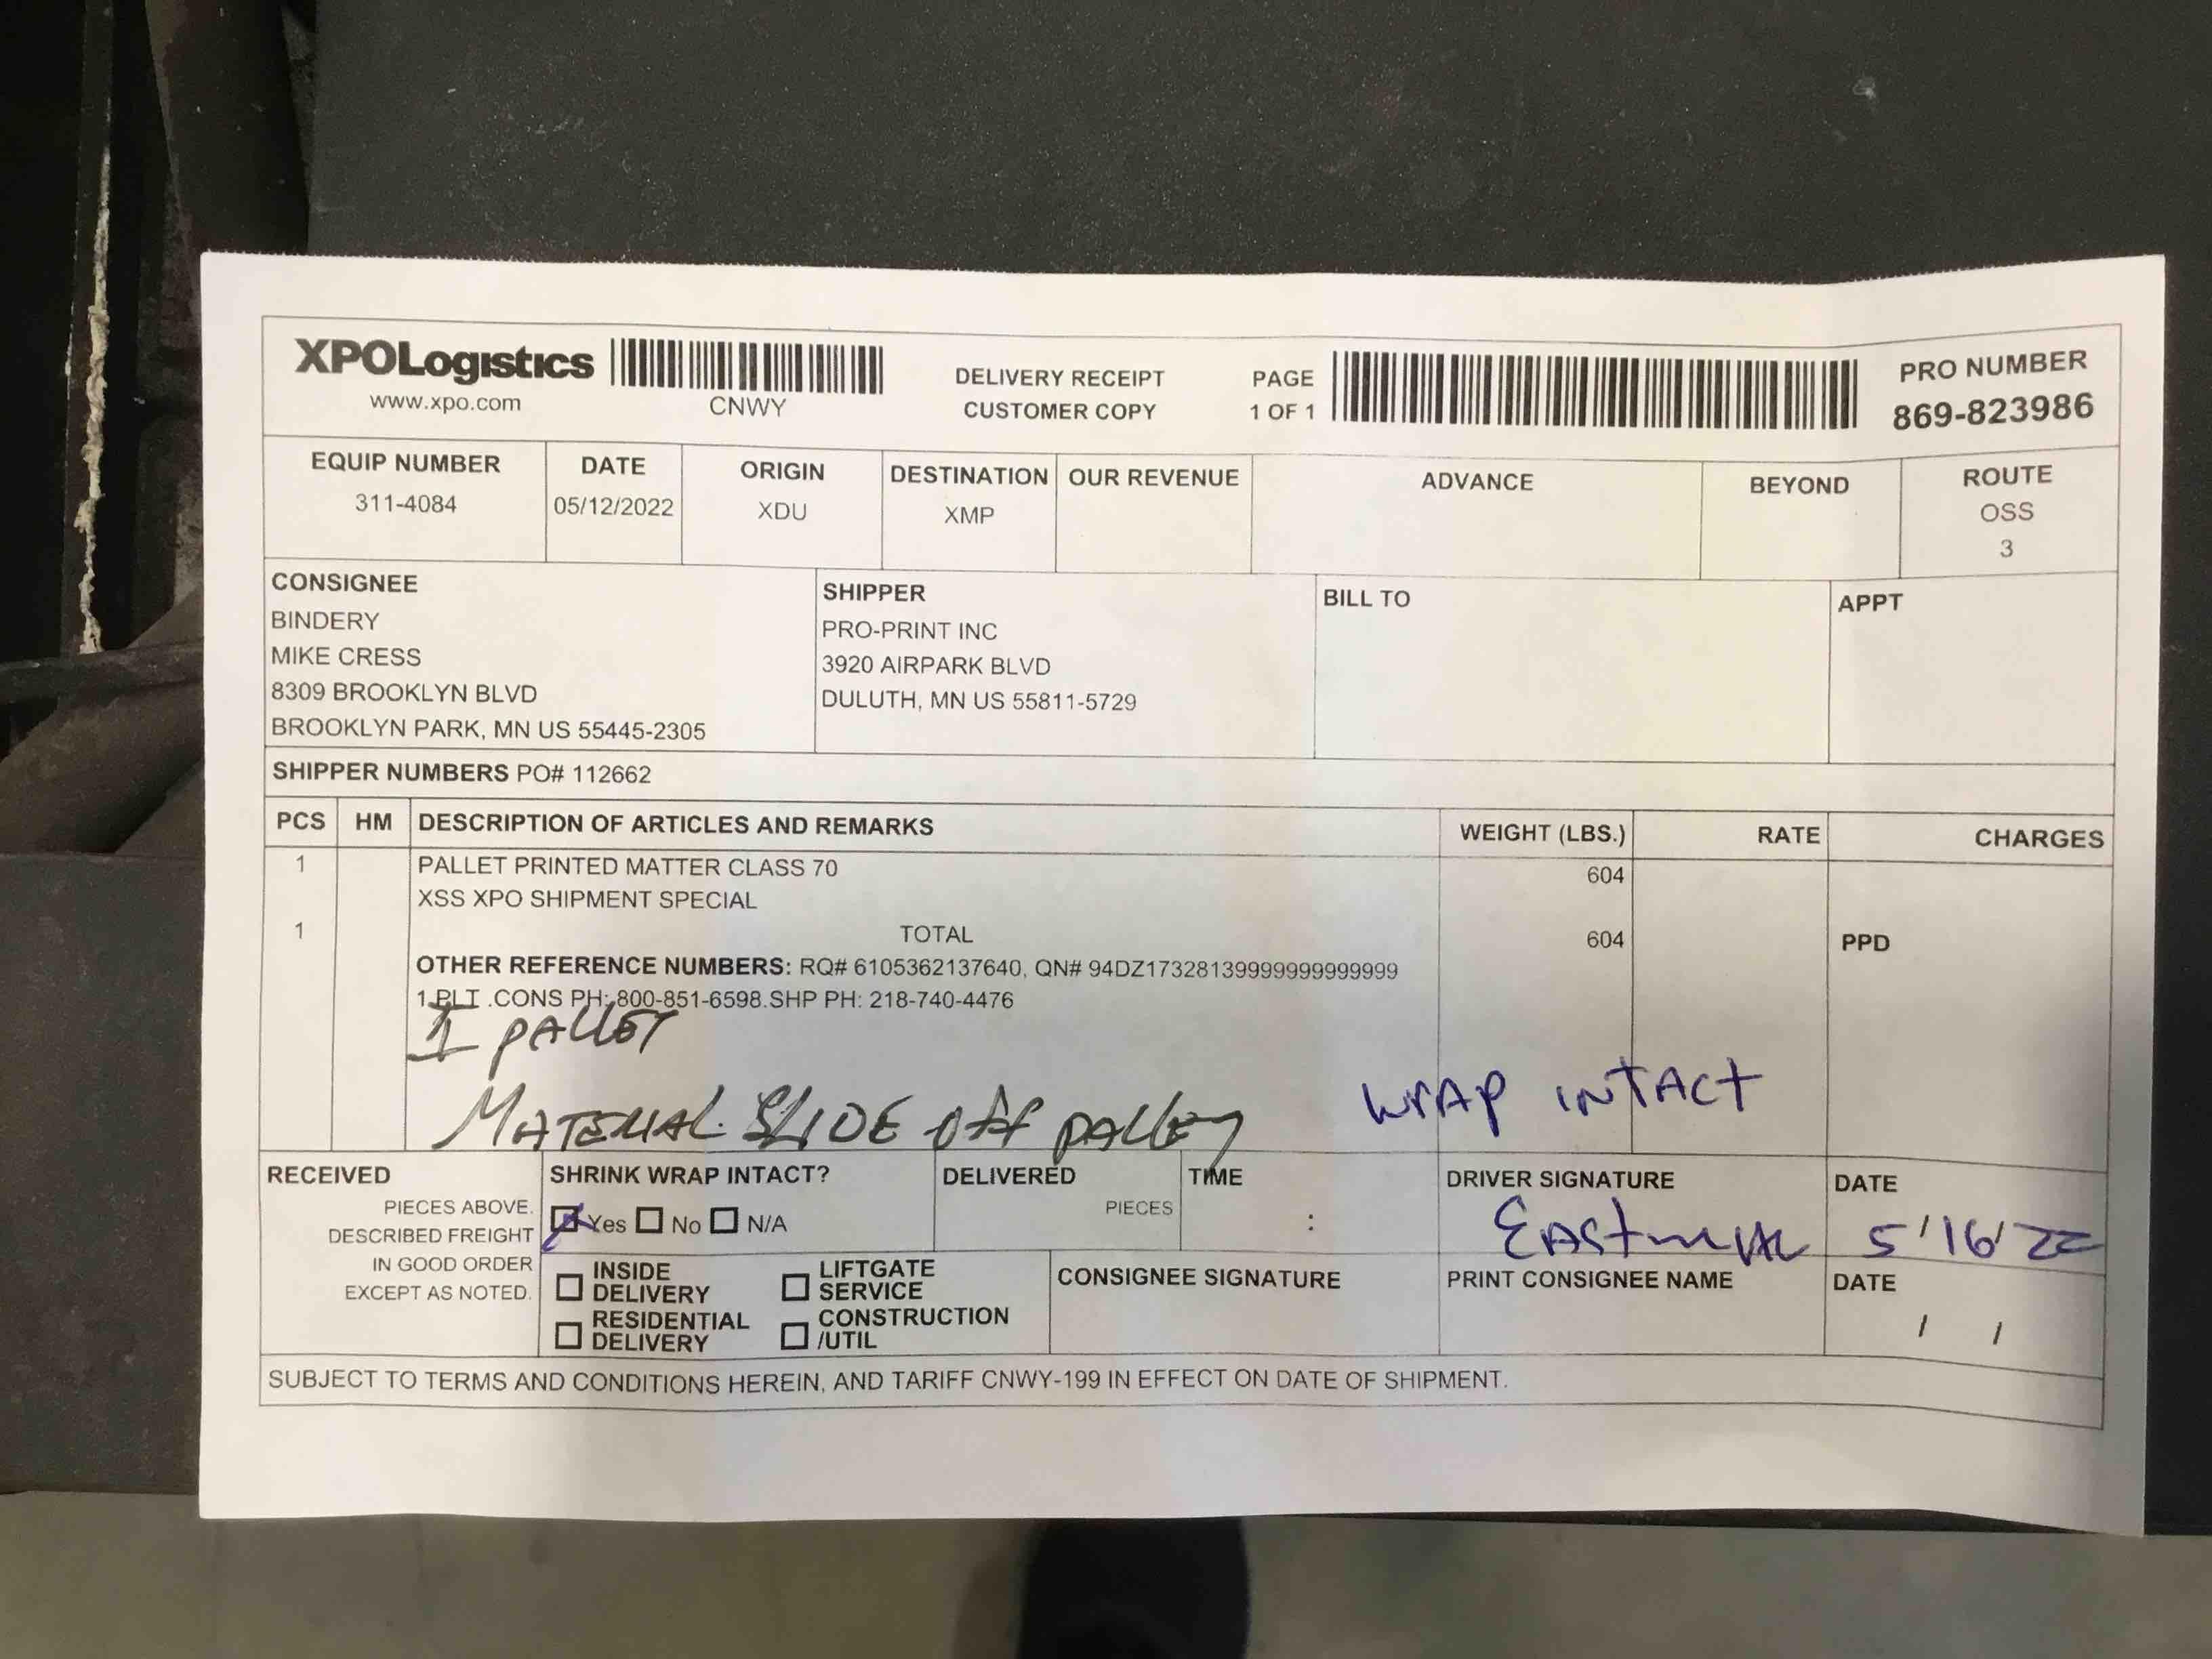 XPOLogistics
www.xpo.com
CNWY
DELIVERY RECEIPT
CUSTOMER COPY
PAGE
1 OF 1
PRO NUMBER
869-823986
EQUIP NUMBER
311-4084
DATE
05/12/2022
ORIGIN
XDU
DESTINATION
XMP
OUR REVENUE
ADVANCE
BEYOND
ROUTE
OSS
3
CONSIGNEE
BINDERY
MIKE CRESS
8309 BROOKLYN BLVD
BROOKLYN PARK, MN US 55445-2305
SHIPPER
PRO-PRINT INC
3920 AIRPARK BLVD
DULUTH, MN US 55811-5729
BILL TO
APPT
SHIPPER NUMBERS PO# 112662
PCS HM DESCRIPTION OF ARTICLES AND REMARKS WEIGHT (LBS.) RATE CHARGES
1 PALLET PRINTED MATTER CLASS 70 604
XSS XPO SHIPMENT SPECIAL
1 TOTAL 604 PPD
OTHER REFERENCE NUMBERS: RQ# 6105362137640, QN# 94DZ17328139999999999999
1 PLT .CONS PH: 800-851-6598.SHP PH: 218-740-4476
1 PALLET
MATERIAL SLIDE OFF PALLET
WRAP INTACT
RECEIVED
PIECES ABOVE.
DESCRIBED FREIGHT
IN GOOD ORDER
EXCEPT AS NOTED.
SHRINK WRAP INTACT?
Yes No N/A
DELIVERED
PIECES
TIME
:
DRIVER SIGNATURE
DATE
5/16/22
INSIDE
DELIVERY
LIFTGATE
SERVICE
RESIDENTIAL
DELIVERY
CONSTRUCTION
/UTIL
CONSIGNEE SIGNATURE
PRINT CONSIGNEE NAME
DATE
/ /
SUBJECT TO TERMS AND CONDITIONS HEREIN, AND TARIFF CNWY-199 IN EFFECT ON DATE OF SHIPMENT.